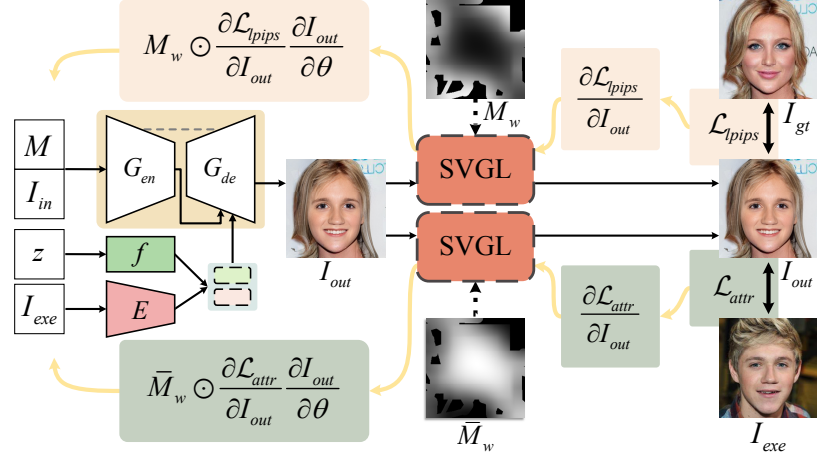 M_w ⊙ ∂L_lpips/∂I_out ∂I_out/∂θ
M_w
∂L_lpips/∂I_out
L_lpips
I_gt
M
I_in
G_en
G_de
SVGL
SVGL
z
f
I_exe
E
I_out
I_out
L_attr
∂L_attr/∂I_out
M̄_w ⊙ ∂L_attr/∂I_out ∂I_out/∂θ
M̄_w
I_exe